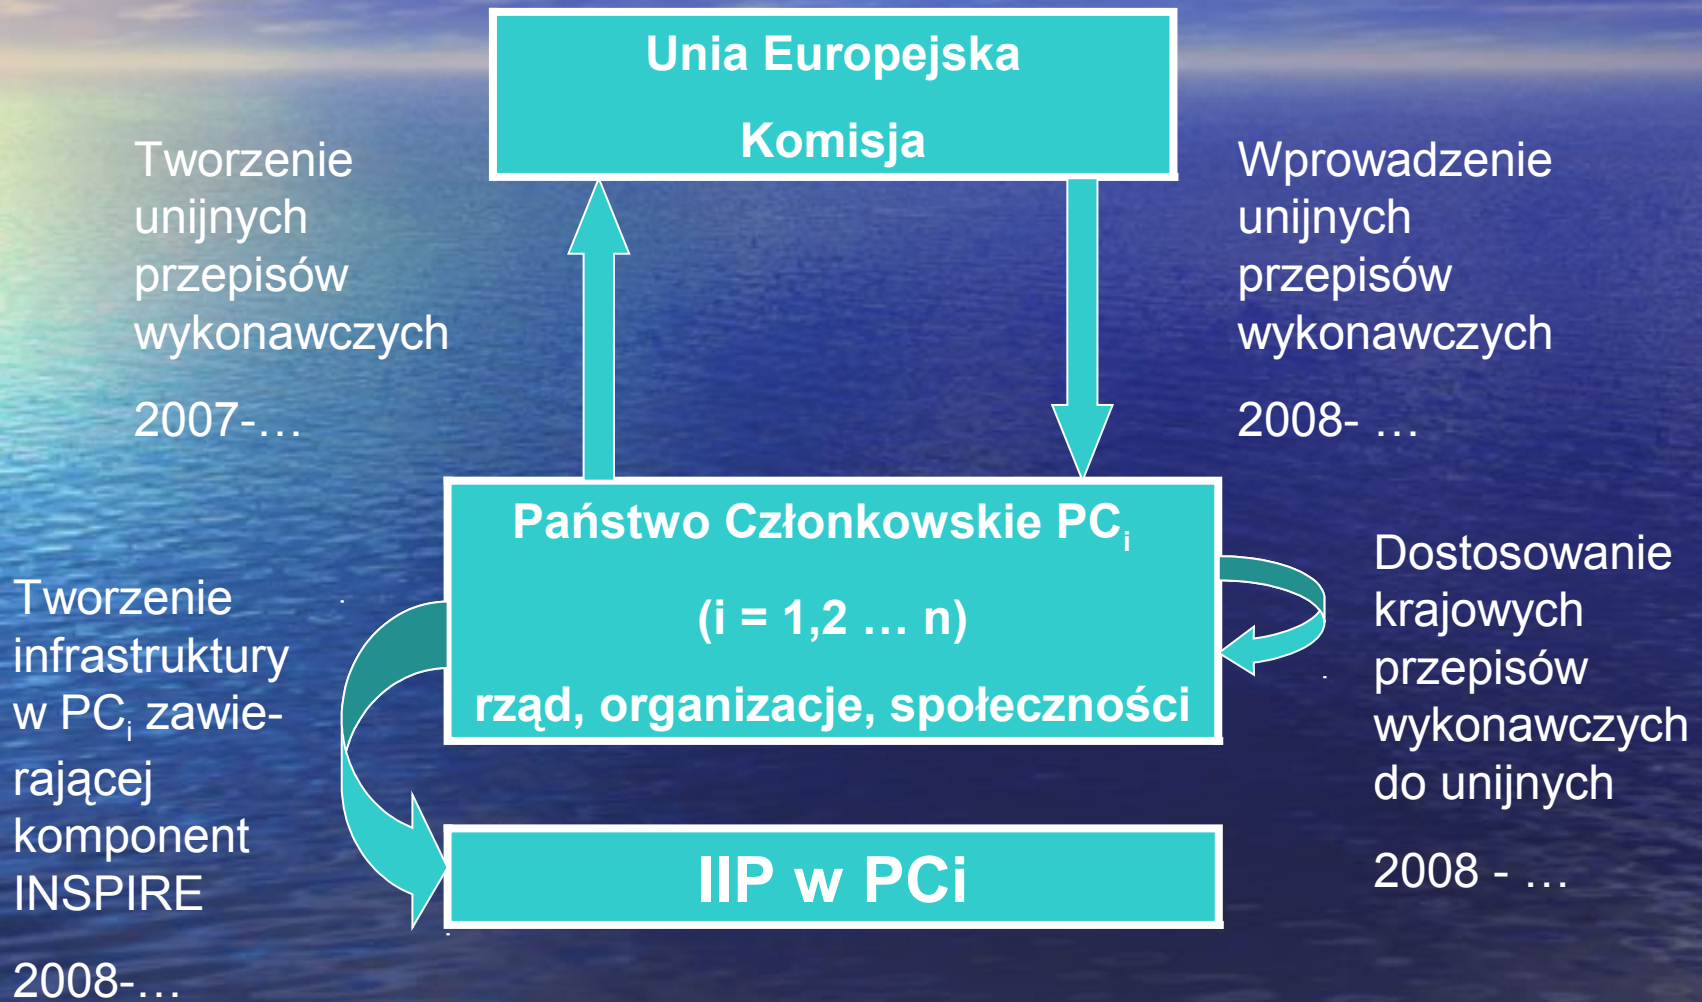 Unia Europejska
Komisja
Tworzenie
unijnych
przepisów
wykonawczych
2007-…
Wprowadzenie
unijnych
przepisów
wykonawczych
2008- …
Państwo Członkowskie PCi
(i = 1,2 … n)
rząd, organizacje, społeczności
Tworzenie
infrastruktury
w PCi zawie-
rającej
komponent
INSPIRE
2008-…
Dostosowanie
krajowych
przepisów
wykonawczych
do unijnych
2008 - …
IIP w PCi